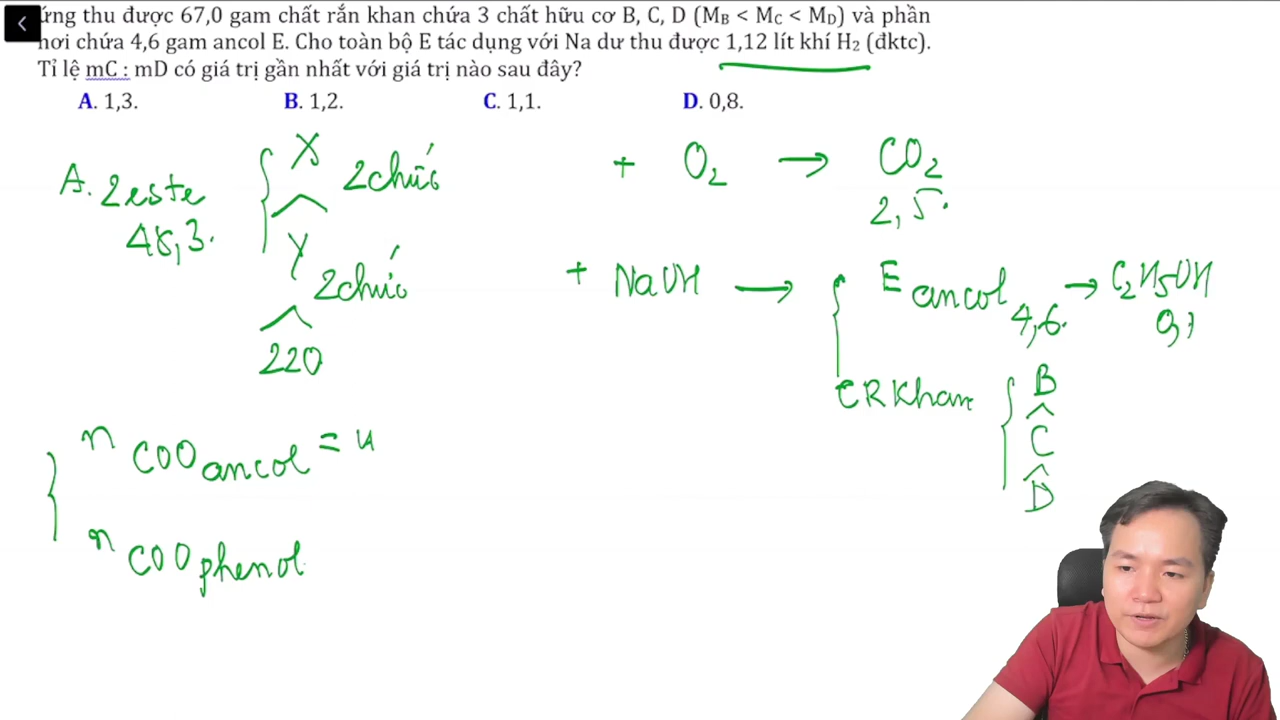 ứng thu được 67,0 gam chất rắn khan chứa 3 chất hữu cơ B, C, D (MB < MC < MD) và phần
hơi chứa 4,6 gam ancol E. Cho toàn bộ E tác dụng với Na dư thu được 1,12 lít khí H2 (đktc).
Tỉ lệ mC : mD có giá trị gần nhất với giá trị nào sau đây?
A. 1,3. B. 1,2. C. 1,1. D. 0,8.
A. 2este X 2chức + O2 → CO2
48,3. 2,5.
Y 2chức + NaOH → E ancol → C2H5OH
4,6. 0,1
220
CR Khan B
C
D
n COO ancol = u
n COO phenol